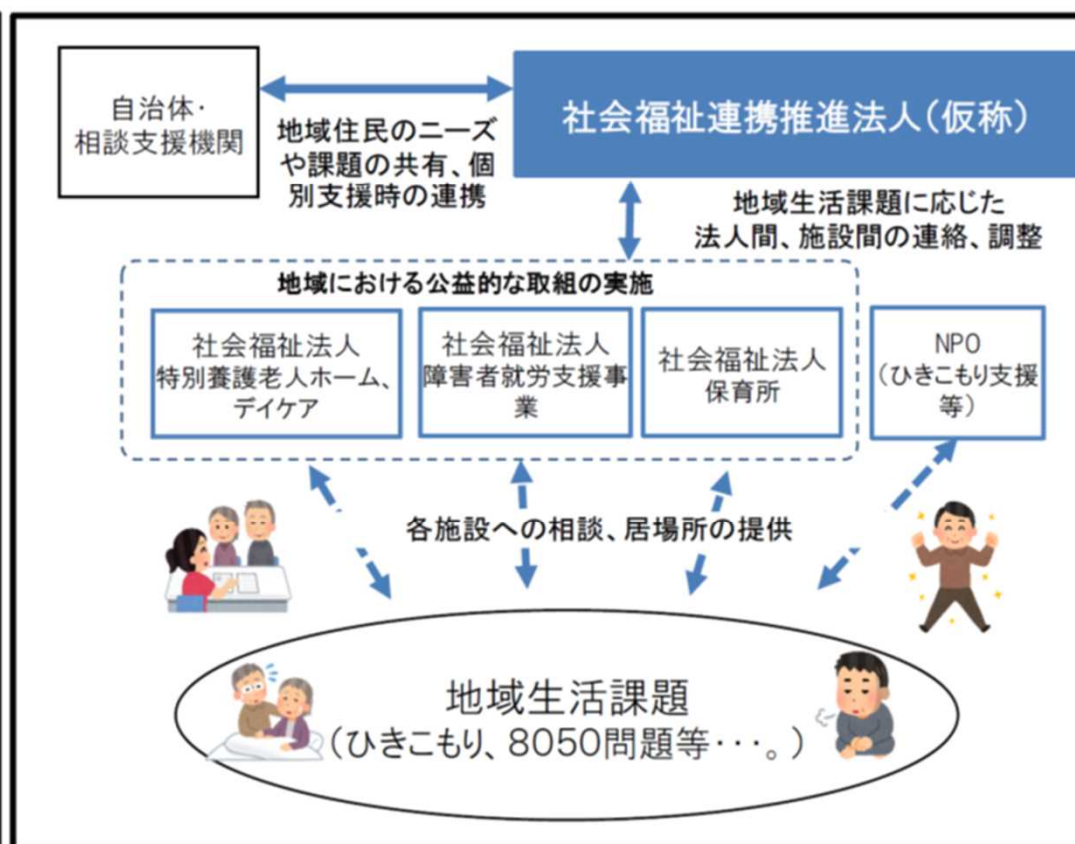 自治体・
相談支援機関
社会福祉連携推進法人（仮称）
地域住民のニーズ
や課題の共有、個
別支援時の連携
地域生活課題に応じた
法人間、施設間の連絡、調整
地域における公益的な取組の実施
社会福祉法人
特別養護老人ホーム、
デイケア
社会福祉法人
障害者就労支援事
業
社会福祉法人
保育所
NPO
（ひきこもり支援
等）
各施設への相談、居場所の提供
地域生活課題
（ひきこもり、8050問題等・・・。）